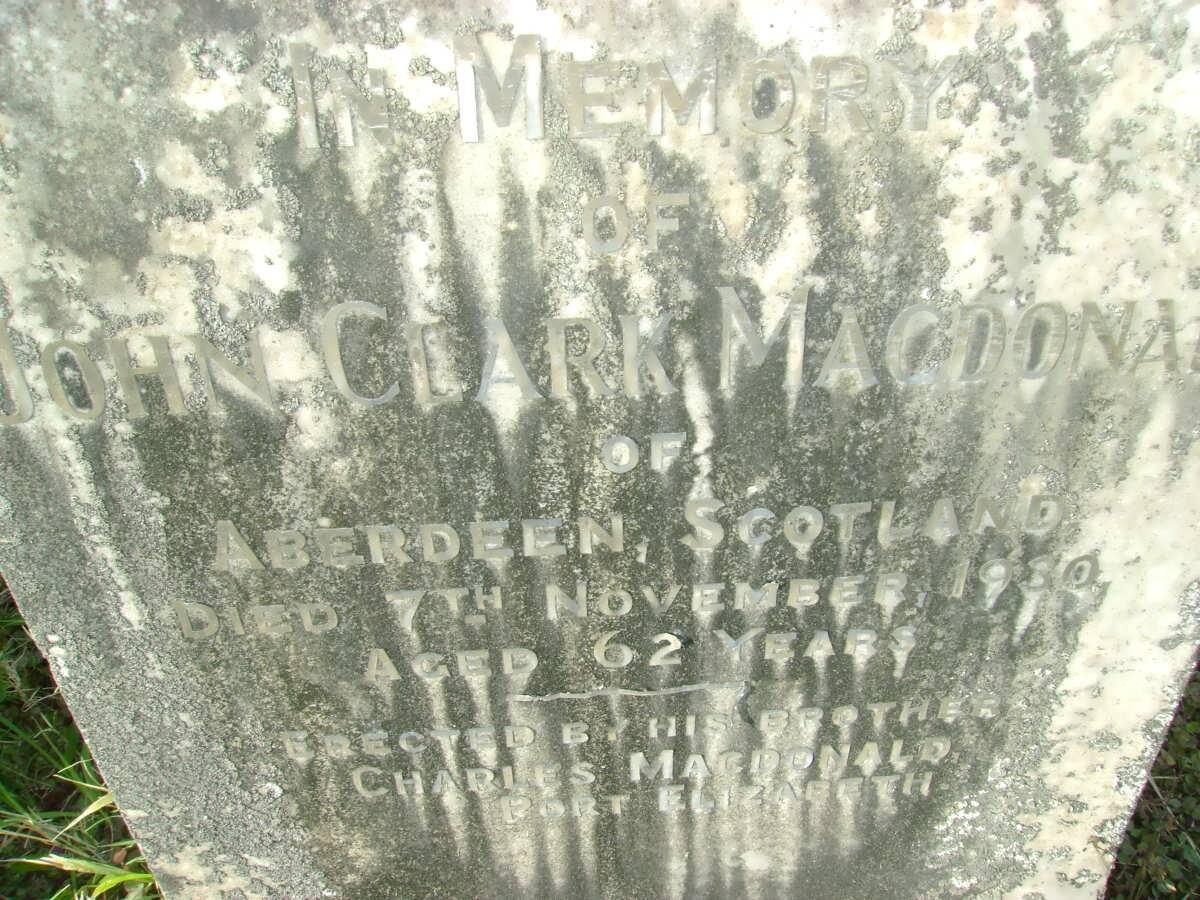 In Memory
of
John Clark Macdona
of
Aberdeen, Scotland
Died 7th November, 1930
Aged 62 Years.
Erected by his brother
Charles Macdonald,
Port Elizabeth.